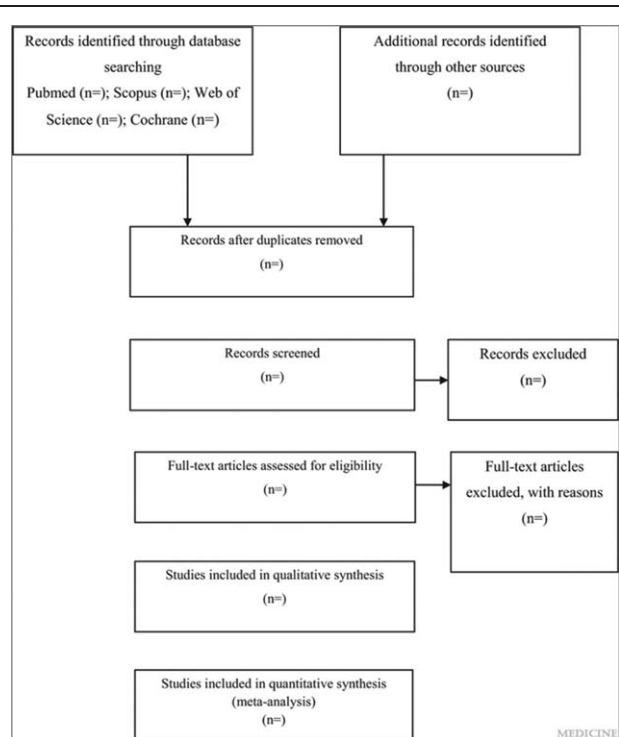 Records identified through database
searching
Pubmed (n=); Scopus (n=); Web of
Science (n=); Cochrane (n=)
Additional records identified
through other sources
(n=)
Records after duplicates removed
(n=)
Records screened
(n=)
Records excluded
(n=)
Full-text articles assessed for eligibility
(n=)
Full-text articles
excluded, with reasons
(n=)
Studies included in qualitative synthesis
(n=)
Studies included in quantitative synthesis
(meta-analysis)
(n=)
MEDICINE